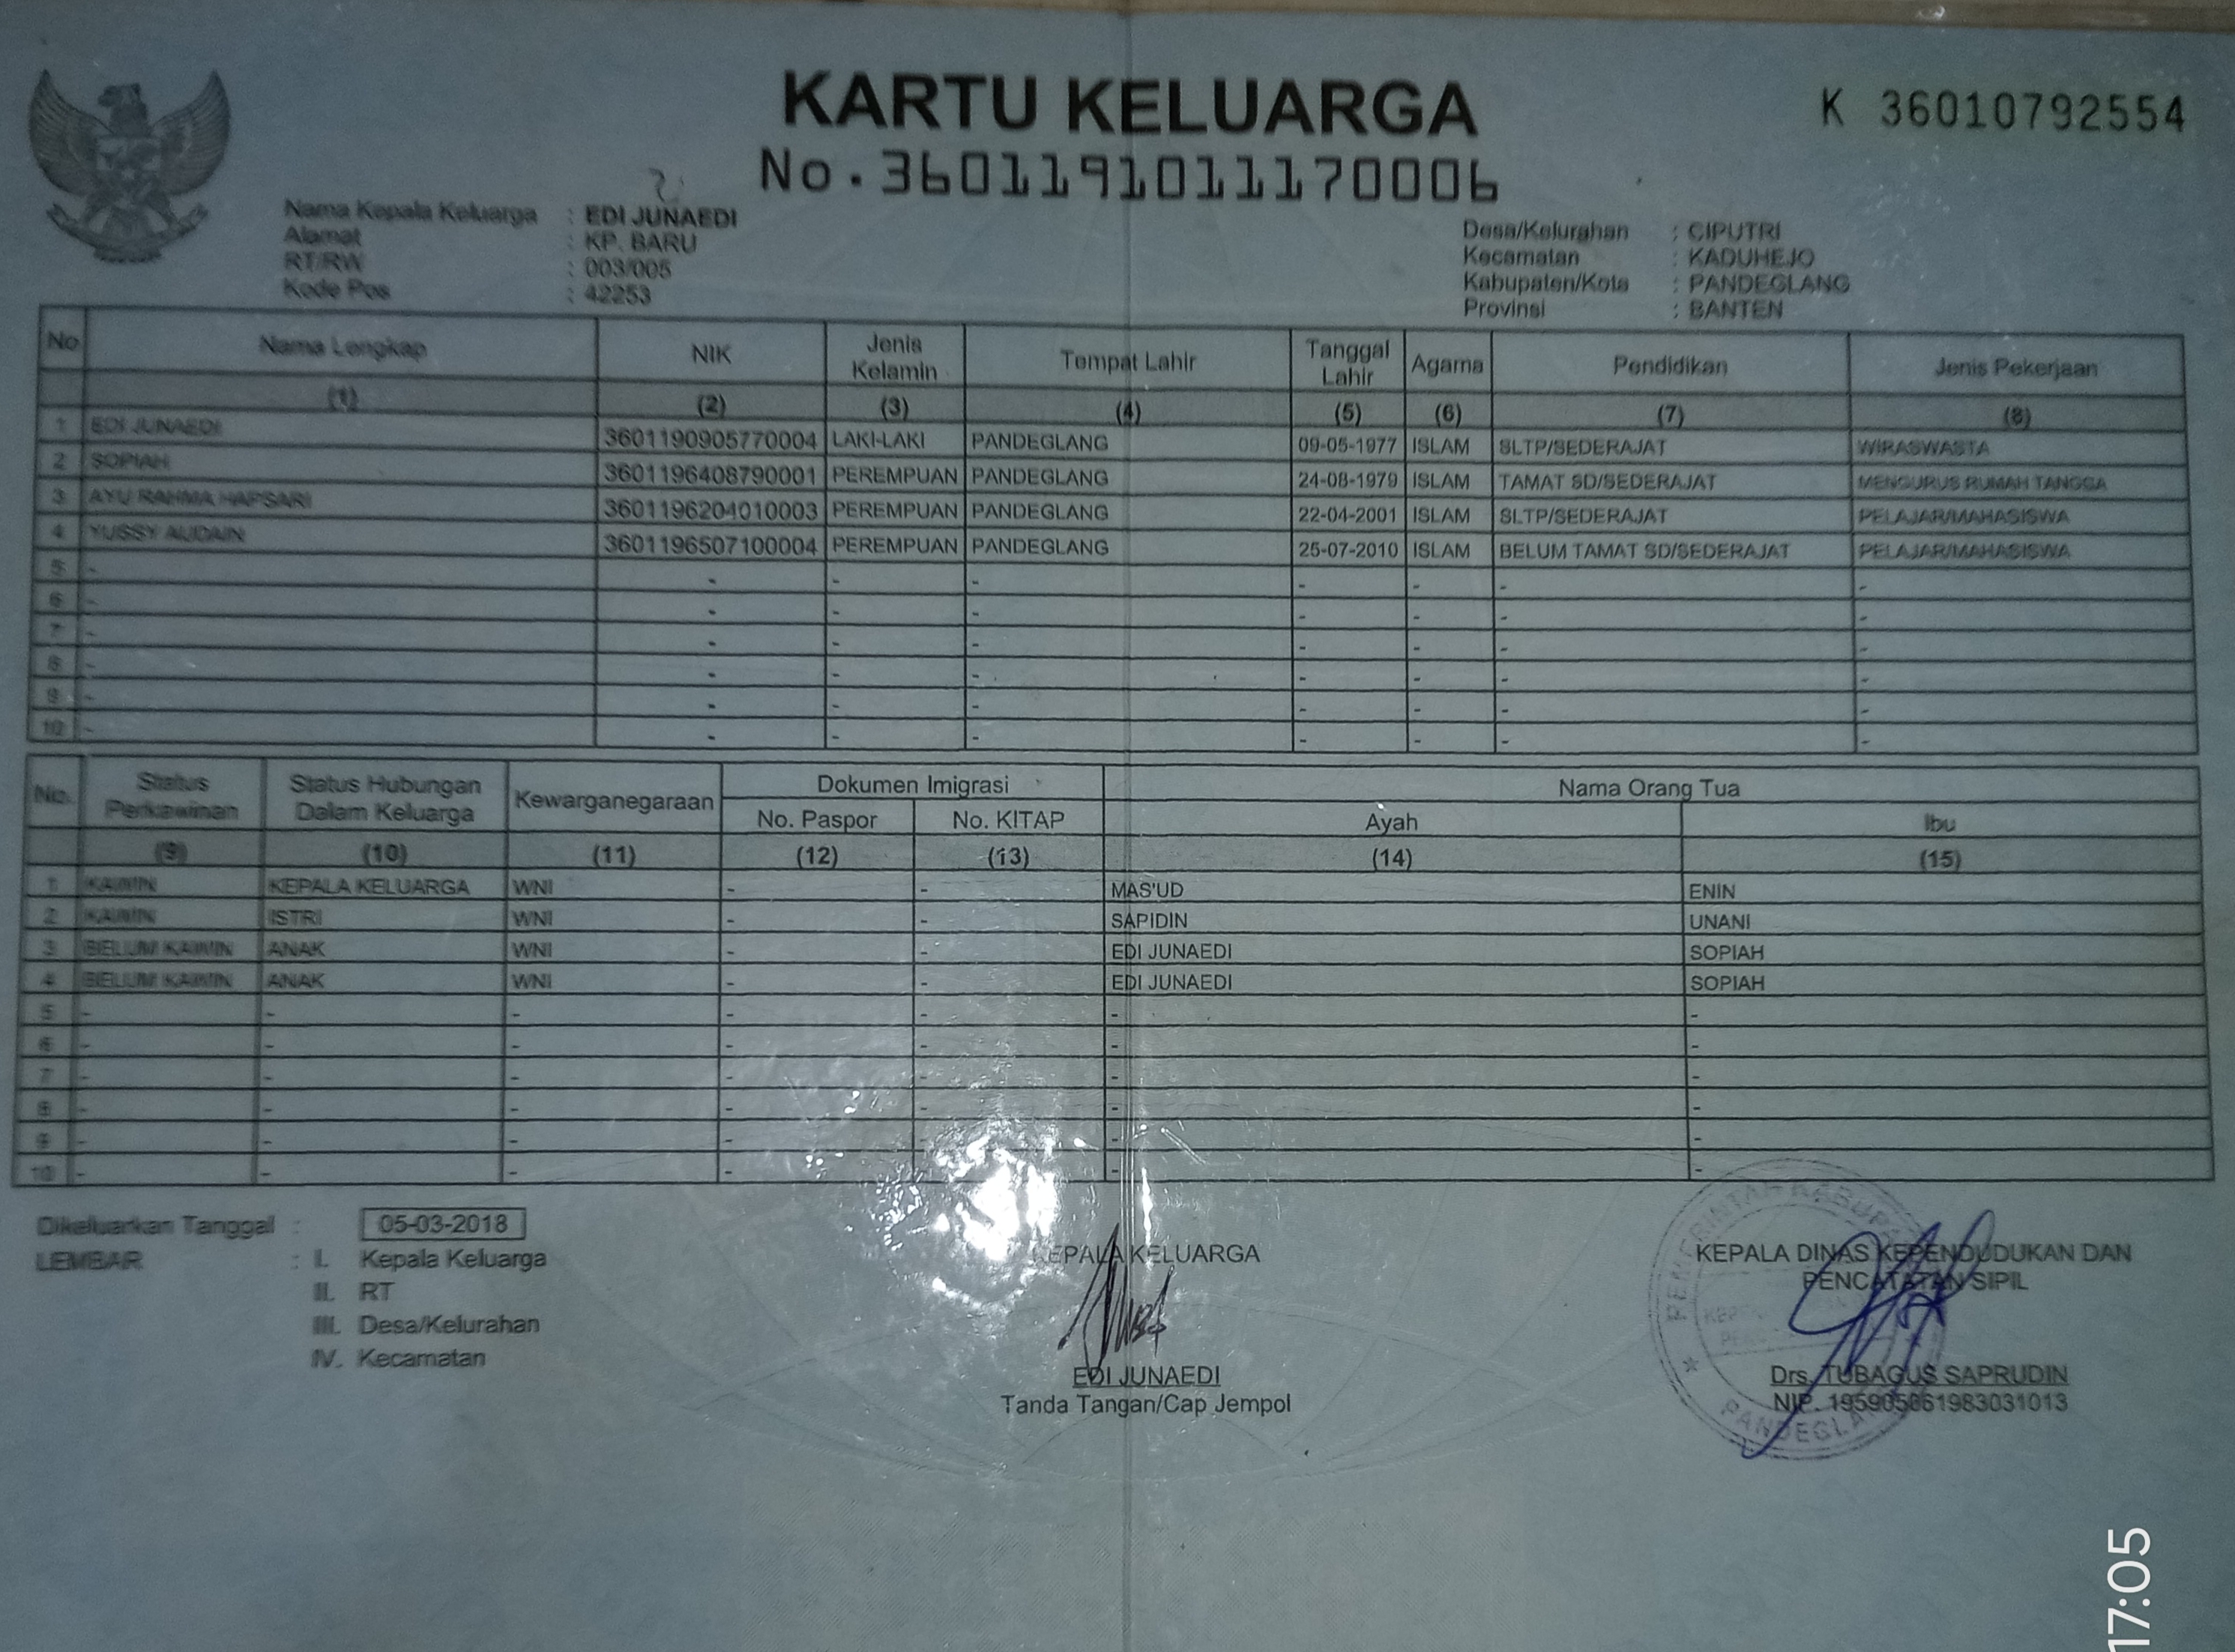 KARTU KELUARGA
K 36010792554
No. 3601191011170006
Nama Kepala Keluarga : EDI JUNAEDI
Alamat : KP. BARU
RT/RW : 003/005
Kode Pos : 42253
Desa/Kelurahan : CIPUTRI
Kecamatan : KADUHEJO
Kabupaten/Kota : PANDEGLANG
Provinsi : BANTEN
No Nama Lengkap NIK Jenis Kelamin Tempat Lahir Tanggal Lahir Agama Pendidikan Jenis Pekerjaan
(1) (2) (3) (4) (5) (6) (7) (8)
1 EDI JUNAEDI 3601190905770004 LAKI-LAKI PANDEGLANG 09-05-1977 ISLAM SLTP/SEDERAJAT WIRASWASTA
2 SOPIAH 3601196408790001 PEREMPUAN PANDEGLANG 24-08-1979 ISLAM TAMAT SD/SEDERAJAT MENGURUS RUMAH TANGGA
3 AYU RAHMA HAPSARI 3601196204010003 PEREMPUAN PANDEGLANG 22-04-2001 ISLAM SLTP/SEDERAJAT PELAJAR/MAHASISWA
4 YUSSY AUDAIN 3601196507100004 PEREMPUAN PANDEGLANG 25-07-2010 ISLAM BELUM TAMAT SD/SEDERAJAT PELAJAR/MAHASISWA
5 - - - - - - - -
6 - - - - - - - -
7 - - - - - - - -
8 - - - - - - - -
9 - - - - - - - -
10 - - - - - - - -
No. Status Perkawinan Status Hubungan Dalam Keluarga Kewarganegaraan Dokumen Imigrasi Nama Orang Tua
No. Paspor No. KITAP Ayah Ibu
(9) (10) (11) (12) (13) (14) (15)
1 KAWIN KEPALA KELUARGA WNI - - MAS'UD ENIN
2 KAWIN ISTRI WNI - - SAPIDIN UNANI
3 BELUM KAWIN ANAK WNI - - EDI JUNAEDI SOPIAH
4 BELUM KAWIN ANAK WNI - - EDI JUNAEDI SOPIAH
5 - - - - - - -
6 - - - - - - -
7 - - - - - - -
8 - - - - - - -
9 - - - - - - -
10 - - - - - - -
Dikeluarkan Tanggal : 05-03-2018
LEMBAR : I. Kepala Keluarga
II. RT
III. Desa/Kelurahan
IV. Kecamatan
KEPALA KELUARGA
EDI JUNAEDI
Tanda Tangan/Cap Jempol
KEPALA DINAS KEPENDUDUKAN DAN
PENCATATAN SIPIL
Drs. TUBAGUS SAPRUDIN
NIP. 195905061983031013
PEMERINTAH
PANDEGLANG
17:05